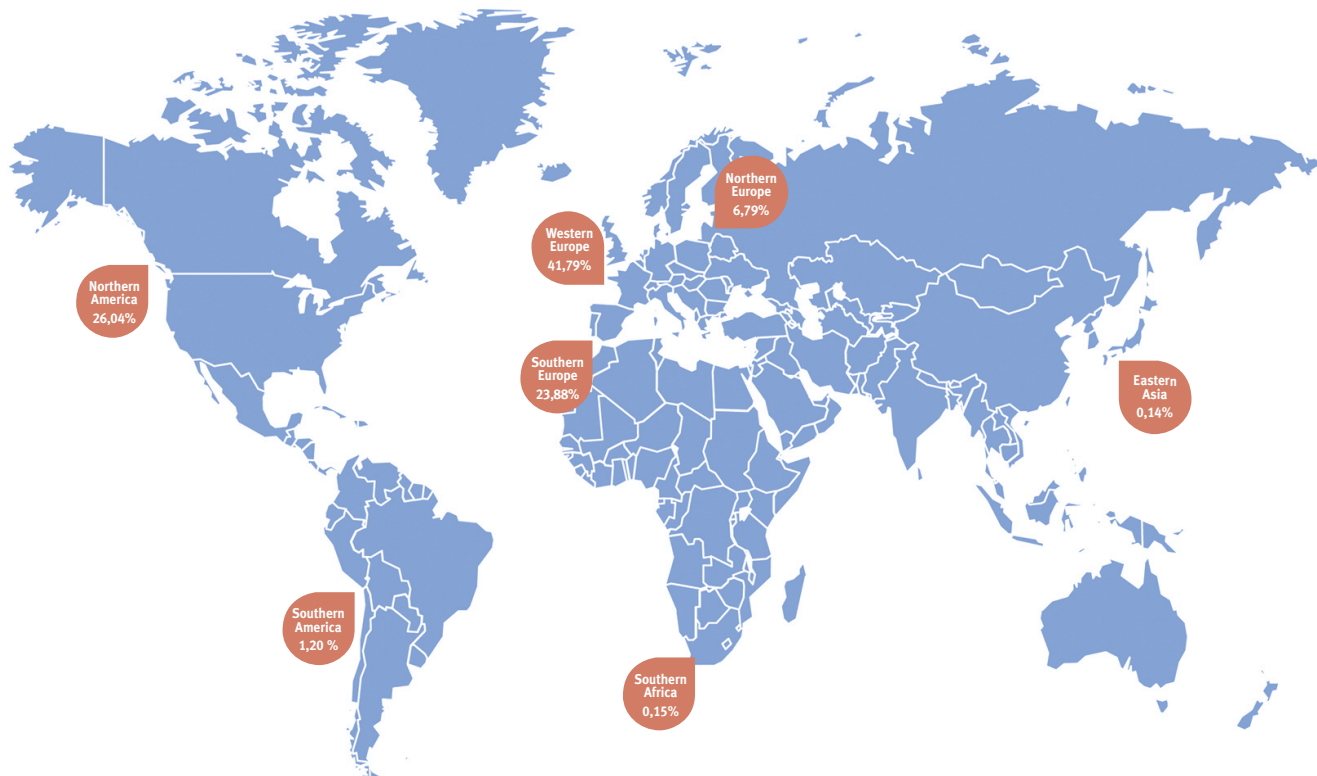 Northern
Europe
6,79%
Western
Europe
41,79%
Northern
America
26,04%
Southern
Europe
23,88%
Eastern
Asia
0,14%
Southern
America
1,20 %
Southern
Africa
0,15%